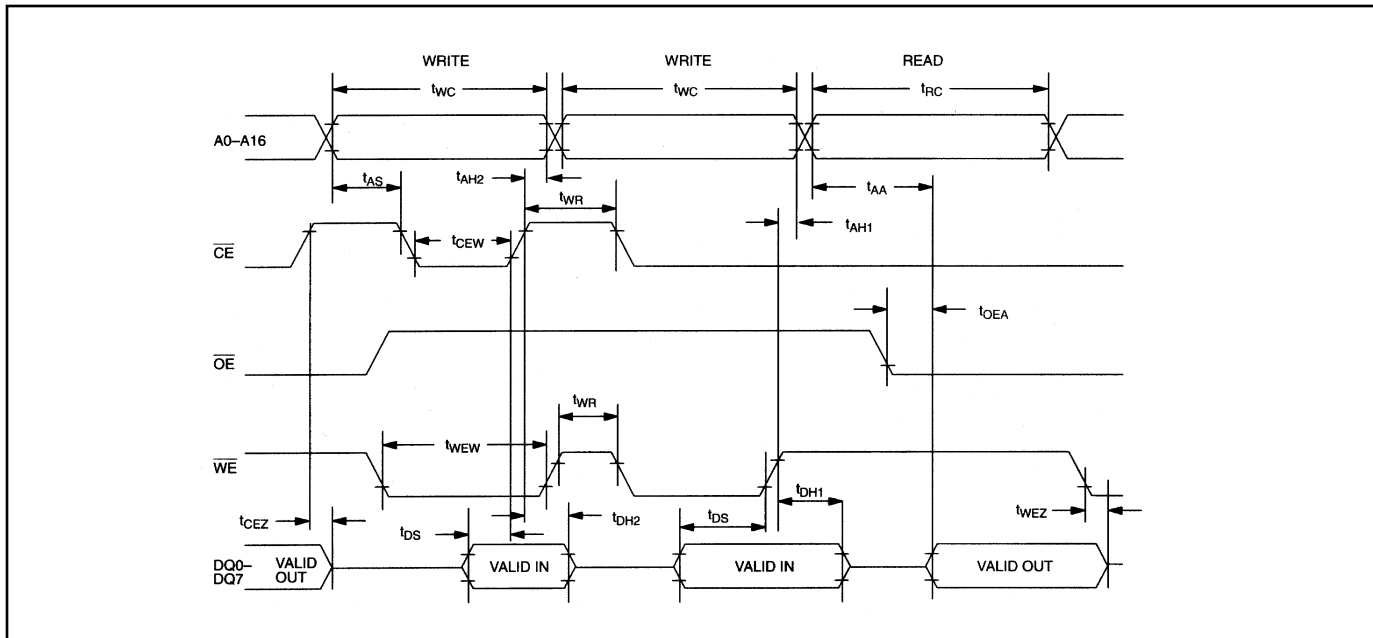 WRITE WRITE READ
tWC tWC tRC
A0–A16
tAS tAH2 tWR tAA
tAH1
CE tCEW
tOEA
OE
tWR
tWEW
WE
tCEZ tDS tDH2 tDS tDH1 tWEZ
DQ0– VALID VALID IN VALID IN VALID OUT
DQ7 OUT